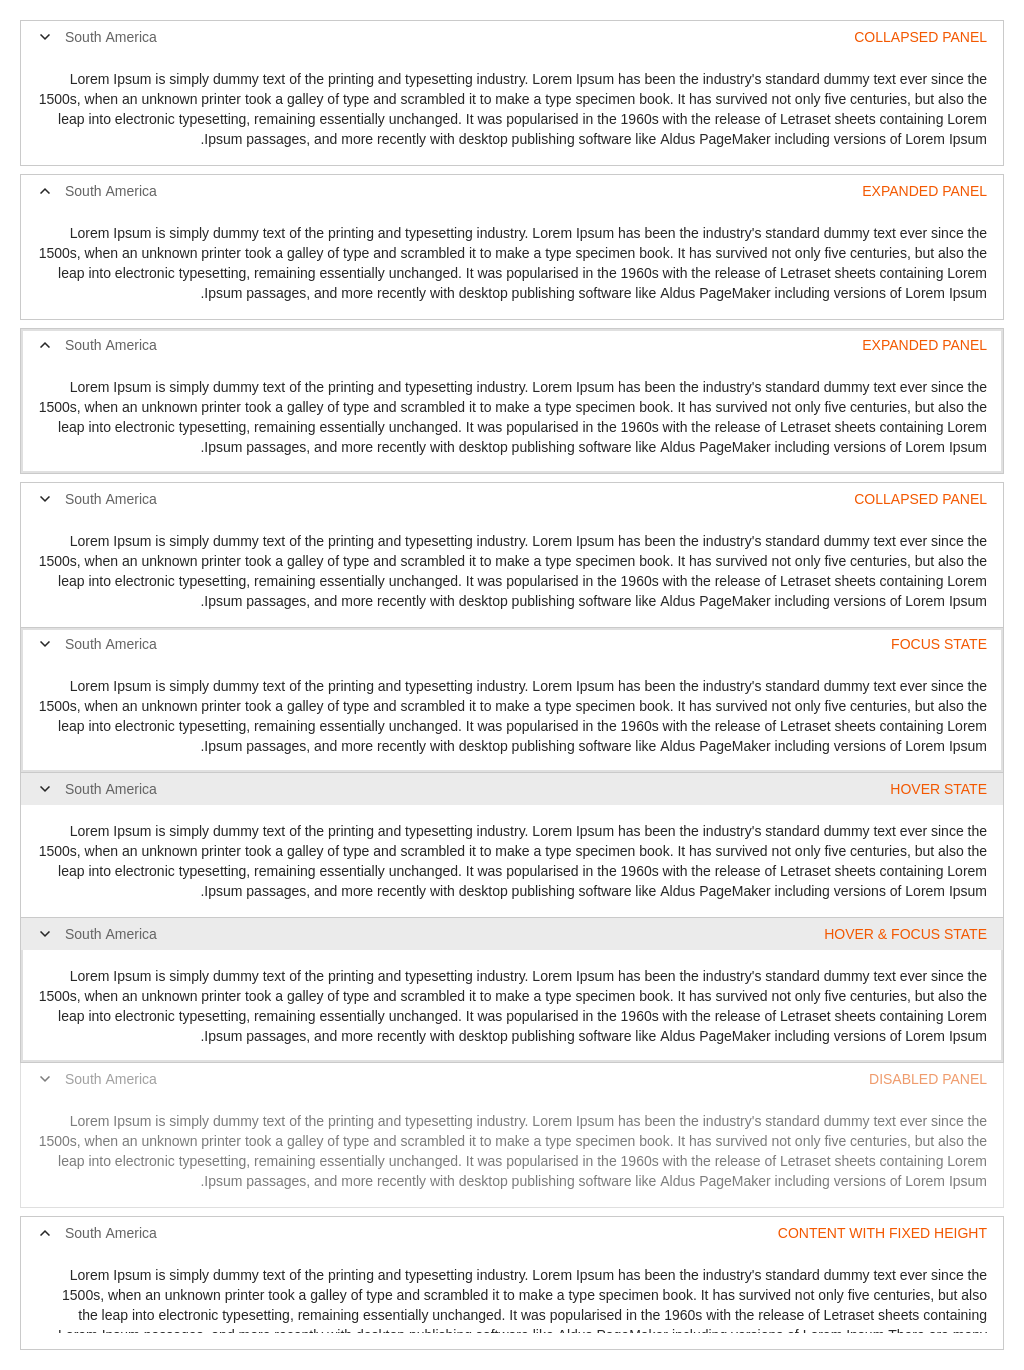 COLLAPSED PANEL South America
Lorem Ipsum is simply dummy text of the printing and typesetting industry. Lorem Ipsum has been the industry's standard dummy text ever since the
1500s, when an unknown printer took a galley of type and scrambled it to make a type specimen book. It has survived not only five centuries, but also the
leap into electronic typesetting, remaining essentially unchanged. It was popularised in the 1960s with the release of Letraset sheets containing Lorem
.Ipsum passages, and more recently with desktop publishing software like Aldus PageMaker including versions of Lorem Ipsum
EXPANDED PANEL South America
Lorem Ipsum is simply dummy text of the printing and typesetting industry. Lorem Ipsum has been the industry's standard dummy text ever since the
1500s, when an unknown printer took a galley of type and scrambled it to make a type specimen book. It has survived not only five centuries, but also the
leap into electronic typesetting, remaining essentially unchanged. It was popularised in the 1960s with the release of Letraset sheets containing Lorem
.Ipsum passages, and more recently with desktop publishing software like Aldus PageMaker including versions of Lorem Ipsum
EXPANDED PANEL South America
Lorem Ipsum is simply dummy text of the printing and typesetting industry. Lorem Ipsum has been the industry's standard dummy text ever since the
1500s, when an unknown printer took a galley of type and scrambled it to make a type specimen book. It has survived not only five centuries, but also the
leap into electronic typesetting, remaining essentially unchanged. It was popularised in the 1960s with the release of Letraset sheets containing Lorem
.Ipsum passages, and more recently with desktop publishing software like Aldus PageMaker including versions of Lorem Ipsum
COLLAPSED PANEL South America
Lorem Ipsum is simply dummy text of the printing and typesetting industry. Lorem Ipsum has been the industry's standard dummy text ever since the
1500s, when an unknown printer took a galley of type and scrambled it to make a type specimen book. It has survived not only five centuries, but also the
leap into electronic typesetting, remaining essentially unchanged. It was popularised in the 1960s with the release of Letraset sheets containing Lorem
.Ipsum passages, and more recently with desktop publishing software like Aldus PageMaker including versions of Lorem Ipsum
FOCUS STATE South America
Lorem Ipsum is simply dummy text of the printing and typesetting industry. Lorem Ipsum has been the industry's standard dummy text ever since the
1500s, when an unknown printer took a galley of type and scrambled it to make a type specimen book. It has survived not only five centuries, but also the
leap into electronic typesetting, remaining essentially unchanged. It was popularised in the 1960s with the release of Letraset sheets containing Lorem
.Ipsum passages, and more recently with desktop publishing software like Aldus PageMaker including versions of Lorem Ipsum
HOVER STATE South America
Lorem Ipsum is simply dummy text of the printing and typesetting industry. Lorem Ipsum has been the industry's standard dummy text ever since the
1500s, when an unknown printer took a galley of type and scrambled it to make a type specimen book. It has survived not only five centuries, but also the
leap into electronic typesetting, remaining essentially unchanged. It was popularised in the 1960s with the release of Letraset sheets containing Lorem
.Ipsum passages, and more recently with desktop publishing software like Aldus PageMaker including versions of Lorem Ipsum
HOVER & FOCUS STATE South America
Lorem Ipsum is simply dummy text of the printing and typesetting industry. Lorem Ipsum has been the industry's standard dummy text ever since the
1500s, when an unknown printer took a galley of type and scrambled it to make a type specimen book. It has survived not only five centuries, but also the
leap into electronic typesetting, remaining essentially unchanged. It was popularised in the 1960s with the release of Letraset sheets containing Lorem
.Ipsum passages, and more recently with desktop publishing software like Aldus PageMaker including versions of Lorem Ipsum
DISABLED PANEL South America
Lorem Ipsum is simply dummy text of the printing and typesetting industry. Lorem Ipsum has been the industry's standard dummy text ever since the
1500s, when an unknown printer took a galley of type and scrambled it to make a type specimen book. It has survived not only five centuries, but also the
leap into electronic typesetting, remaining essentially unchanged. It was popularised in the 1960s with the release of Letraset sheets containing Lorem
.Ipsum passages, and more recently with desktop publishing software like Aldus PageMaker including versions of Lorem Ipsum
CONTENT WITH FIXED HEIGHT South America
Lorem Ipsum is simply dummy text of the printing and typesetting industry. Lorem Ipsum has been the industry's standard dummy text ever since the
1500s, when an unknown printer took a galley of type and scrambled it to make a type specimen book. It has survived not only five centuries, but also
the leap into electronic typesetting, remaining essentially unchanged. It was popularised in the 1960s with the release of Letraset sheets containing
Lorem Ipsum passages, and more recently with desktop publishing software like Aldus PageMaker including versions of Lorem Ipsum.There are many